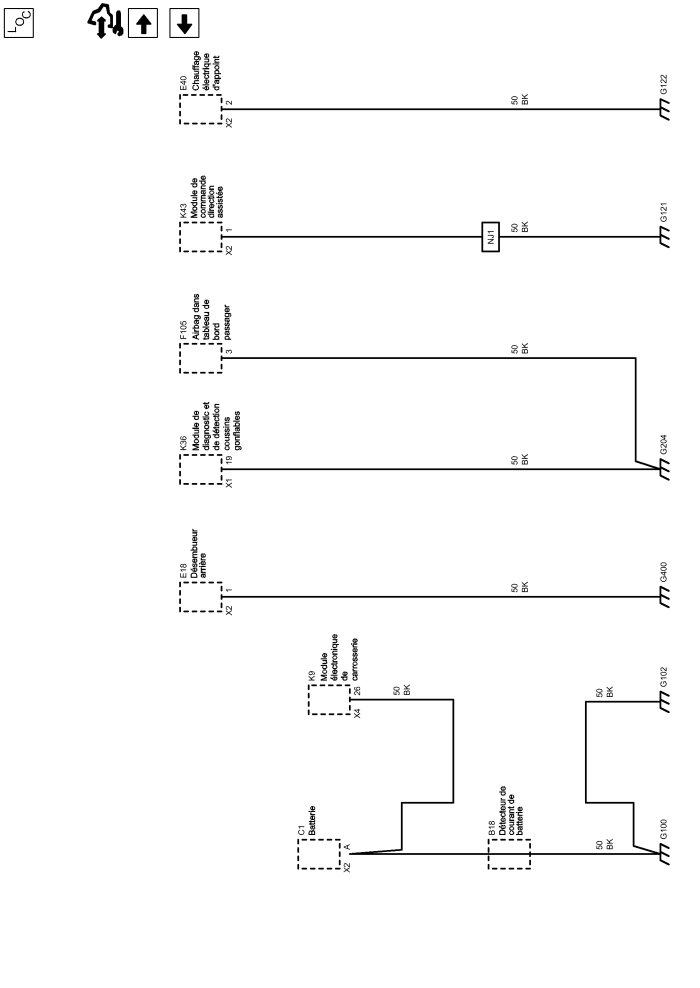 LOC
E40
Chauffage
électrique
d'appoint
2
X2
50
BK
G122
K43
Module de
commande
direction
assistée
1
X2
NJ1
50
BK
G121
F105
Airbag dans
tableau de
bord
passager
3
50
BK
K36
Module de
diagnostic et
de détection
coussins
gonflables
19
X1
50
BK
G204
E18
Désembueur
arrière
1
X2
50
BK
G400
K9
Module
électronique
de
carrosserie
26
X4
50
BK
50
BK
G102
C1
Batterie
A
X2
B18
Détecteur de
courant de
batterie
50
BK
G100